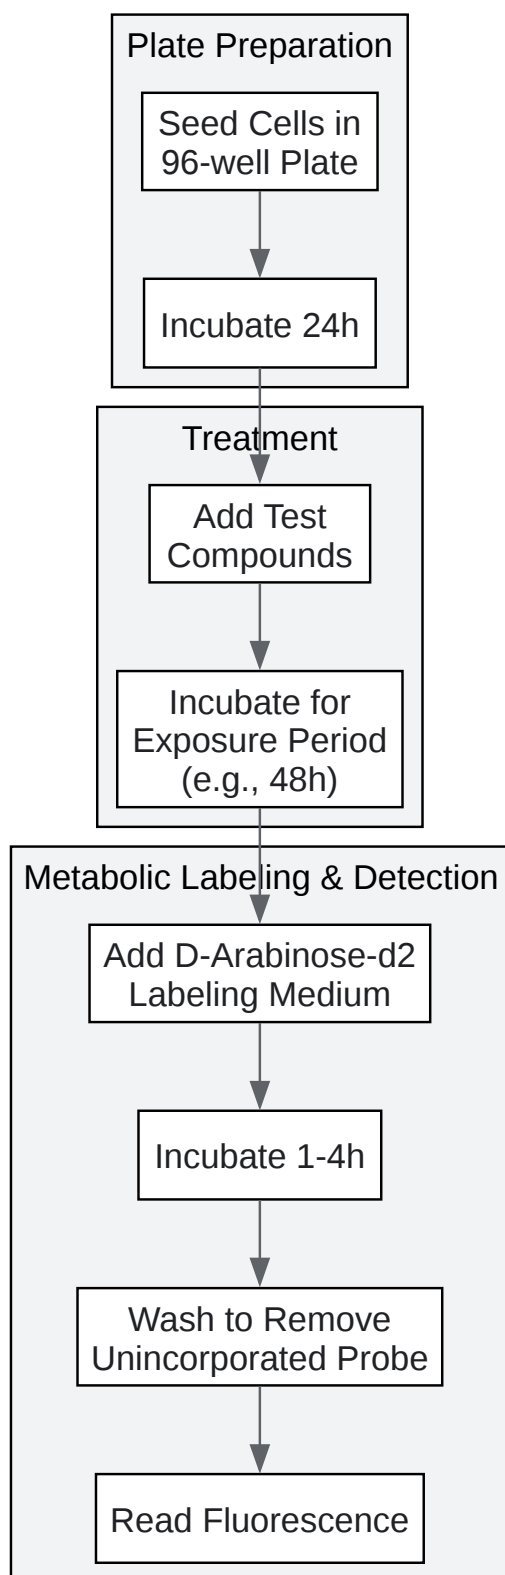 Plate Preparation
Seed Cells in
96-well Plate
Incubate 24h
Treatment
Add Test
Compounds
Incubate for
Exposure Period
(e.g., 48h)
Metabolic Labeling & Detection
Add D-Arabinose-d2
Labeling Medium
Incubate 1-4h
Wash to Remove
Unincorporated Probe
Read Fluorescence